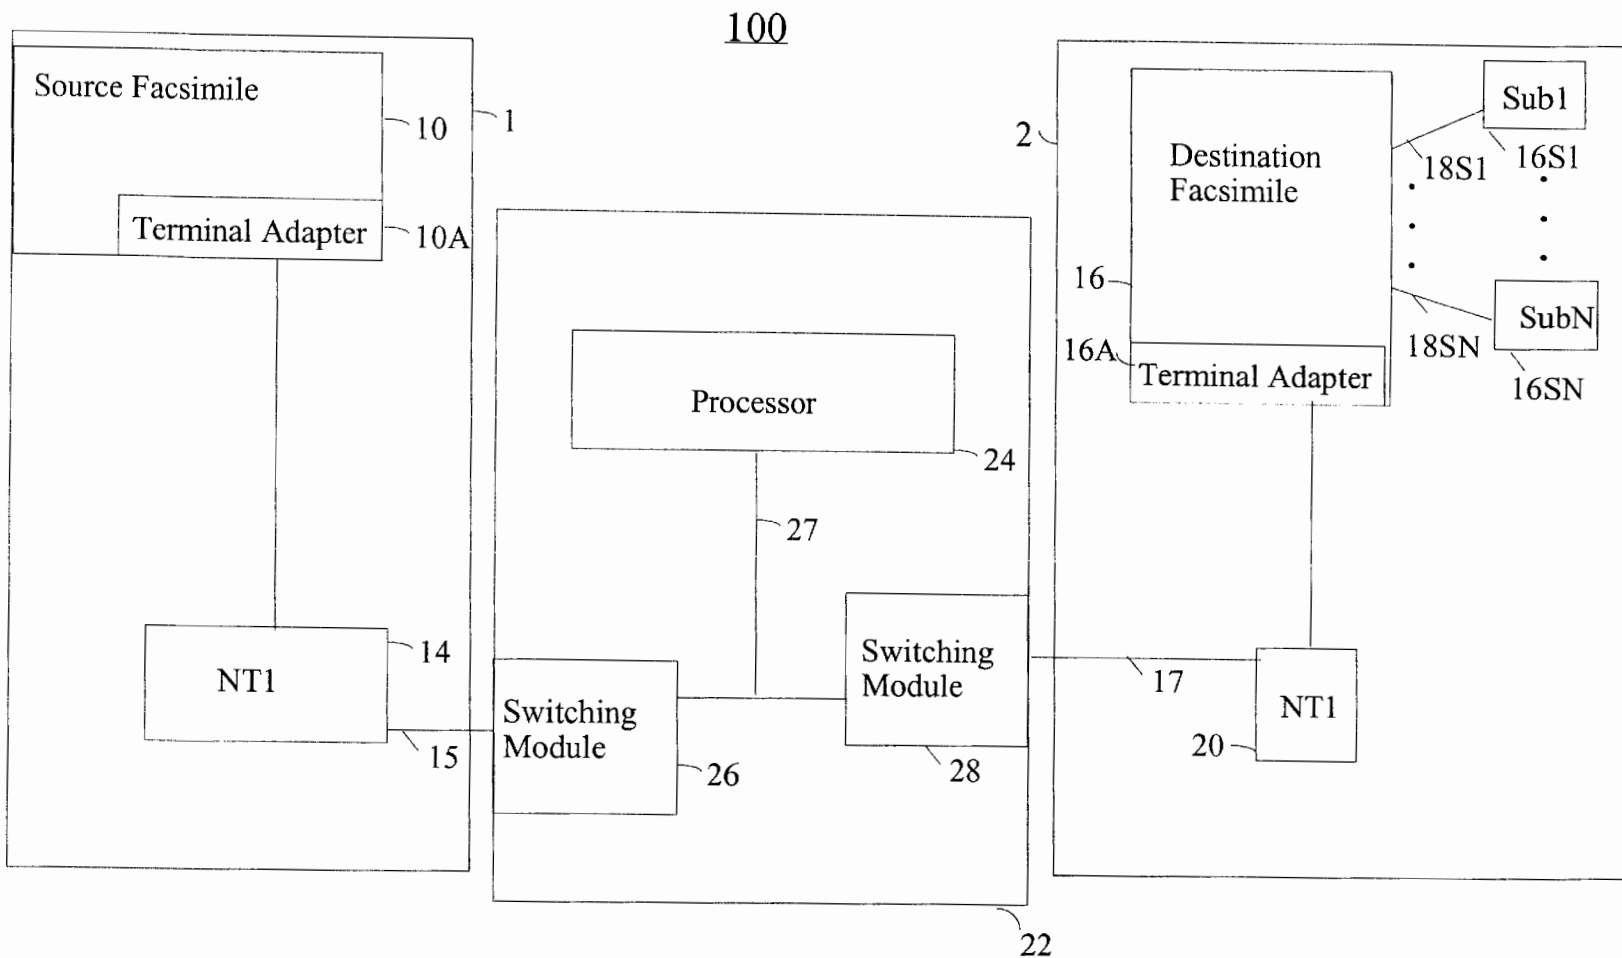 100
Source Facsimile
10
1
Terminal Adapter
10A
NT1
14
15
Processor
24
27
Switching
Module
26
Switching
Module
28
22
2
Destination
Facsimile
16
16A
Terminal Adapter
18S1
Sub1
16S1
18SN
SubN
16SN
17
NT1
20